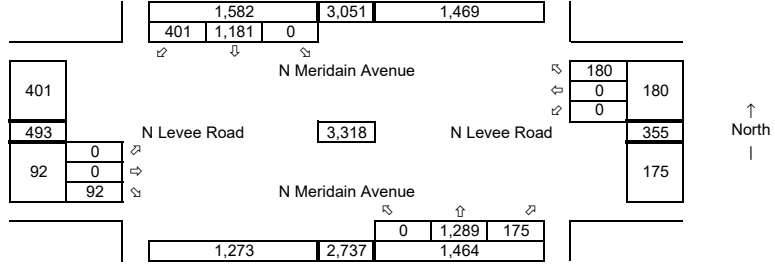 1,582 3,051 1,469
401 1,181 0
N Meridain Avenue
180
401 0 180
0
↑
493 N Levee Road 3,318 N Levee Road 355 North
|
0
92 0 175
92 N Meridain Avenue
0 1,289 175
1,273 2,737 1,464